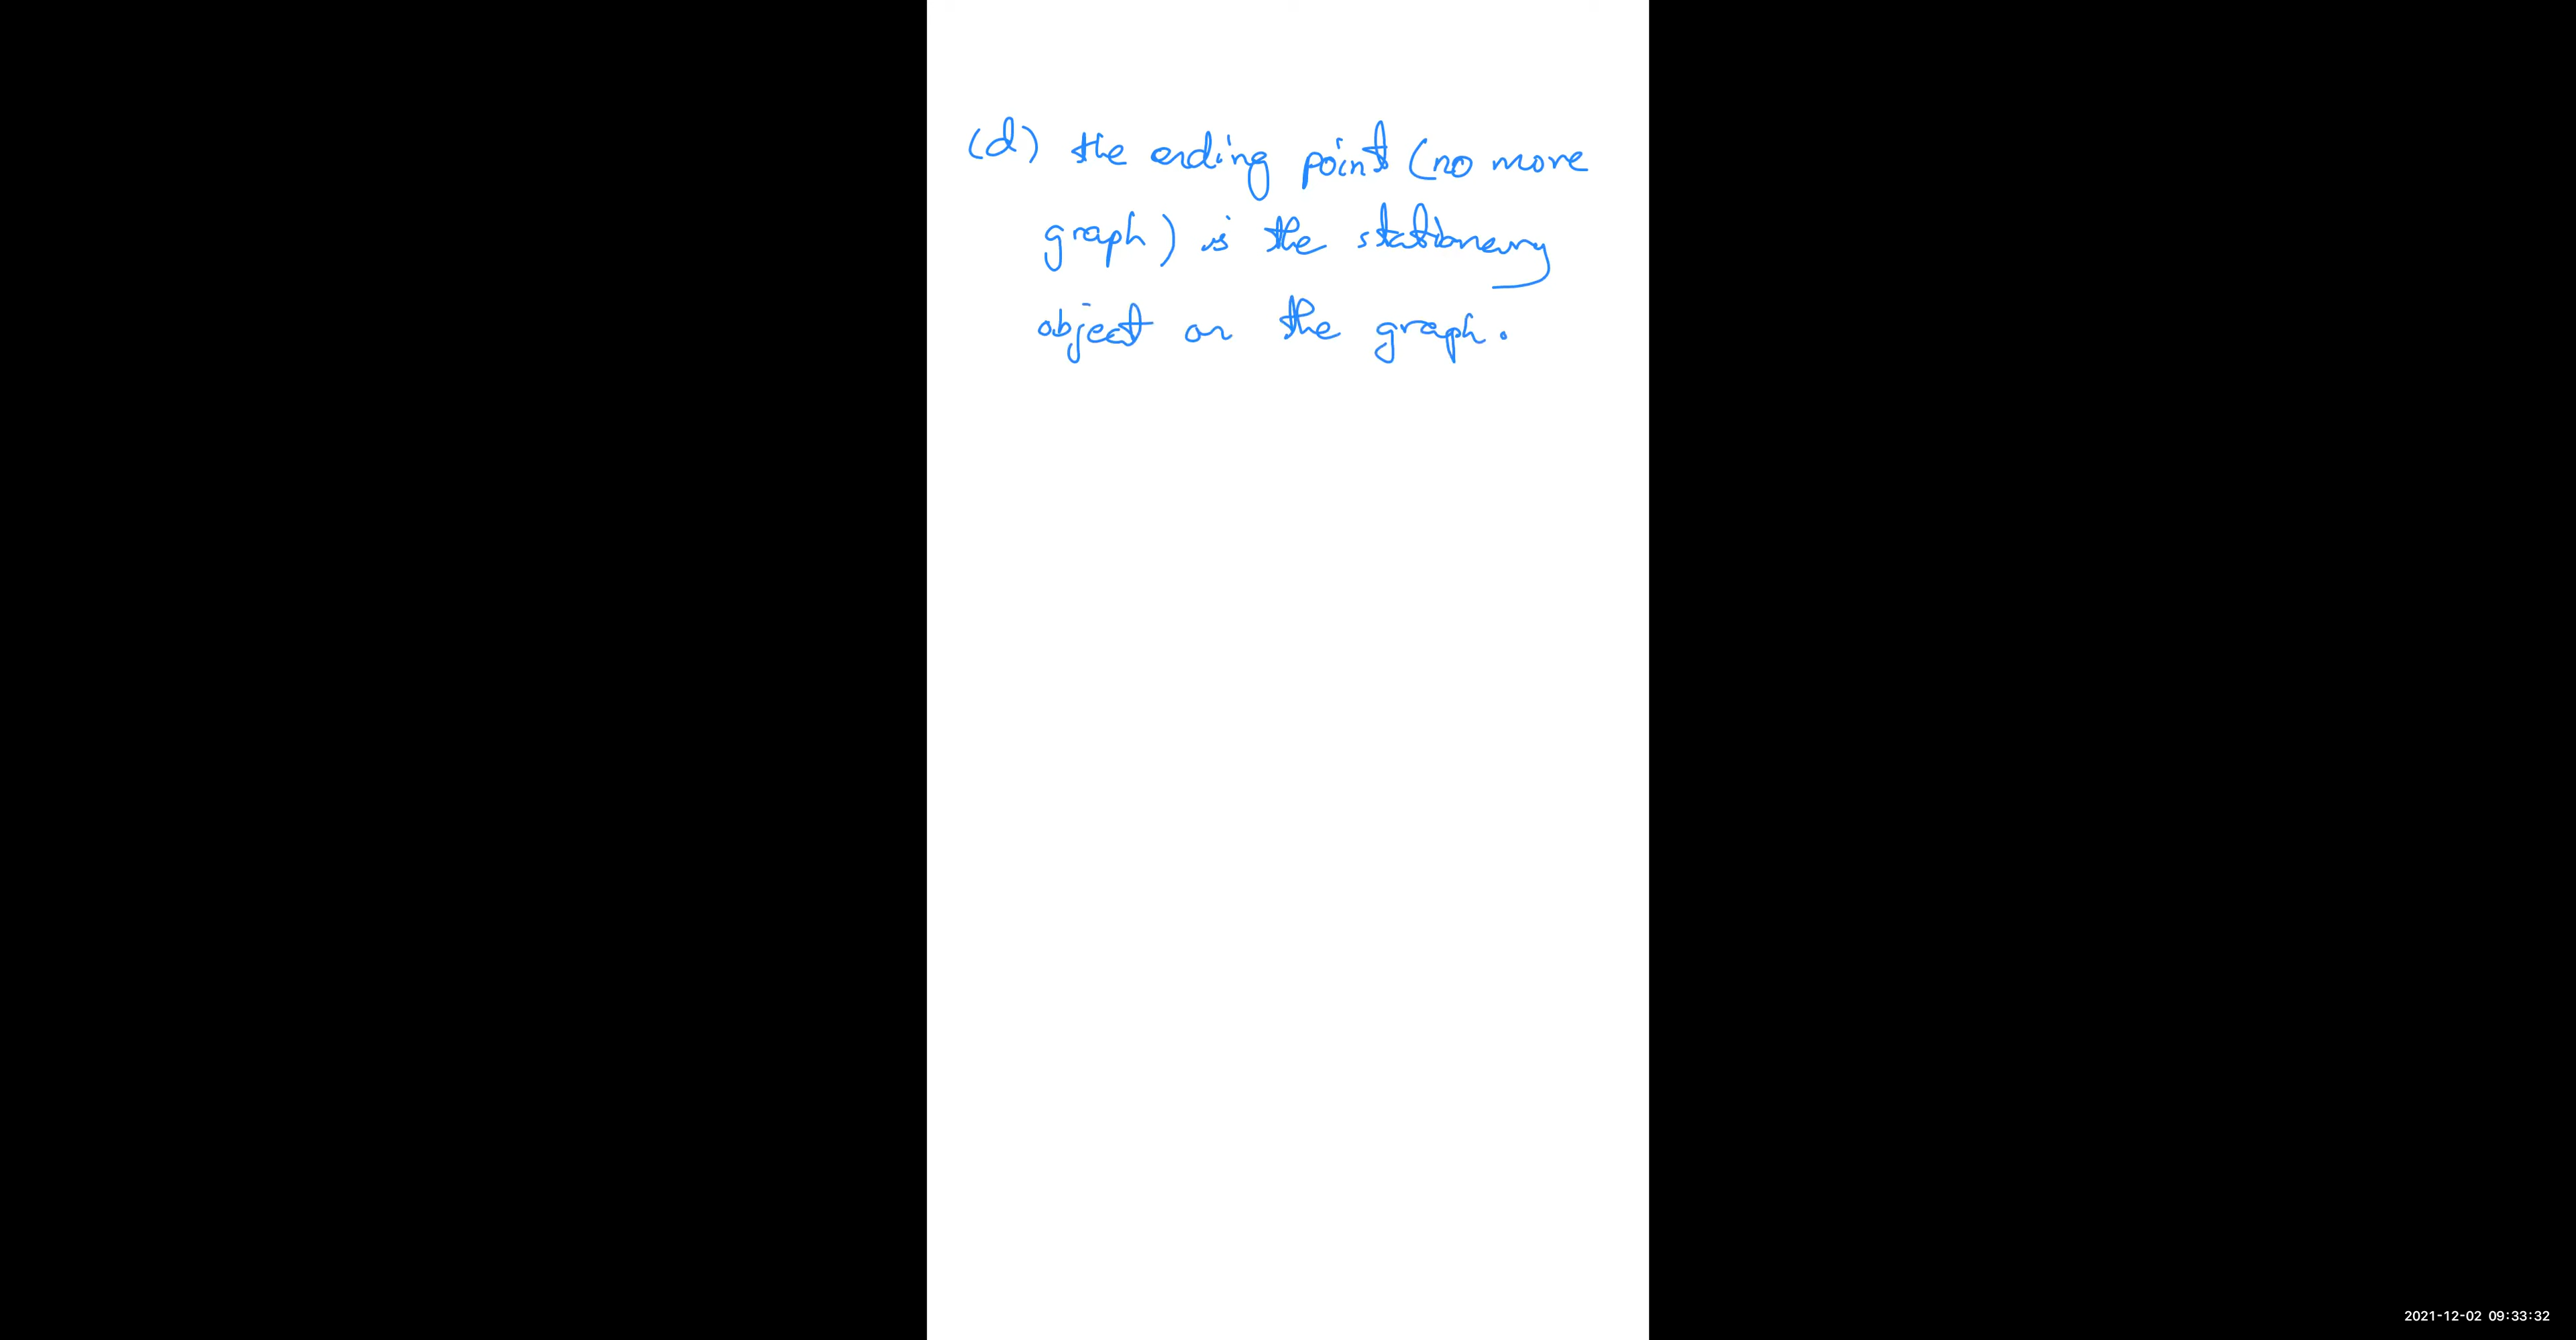 (d) the ending point (no more
graph) is the stationary
object on the graph.
2021-12-02 09:33:32